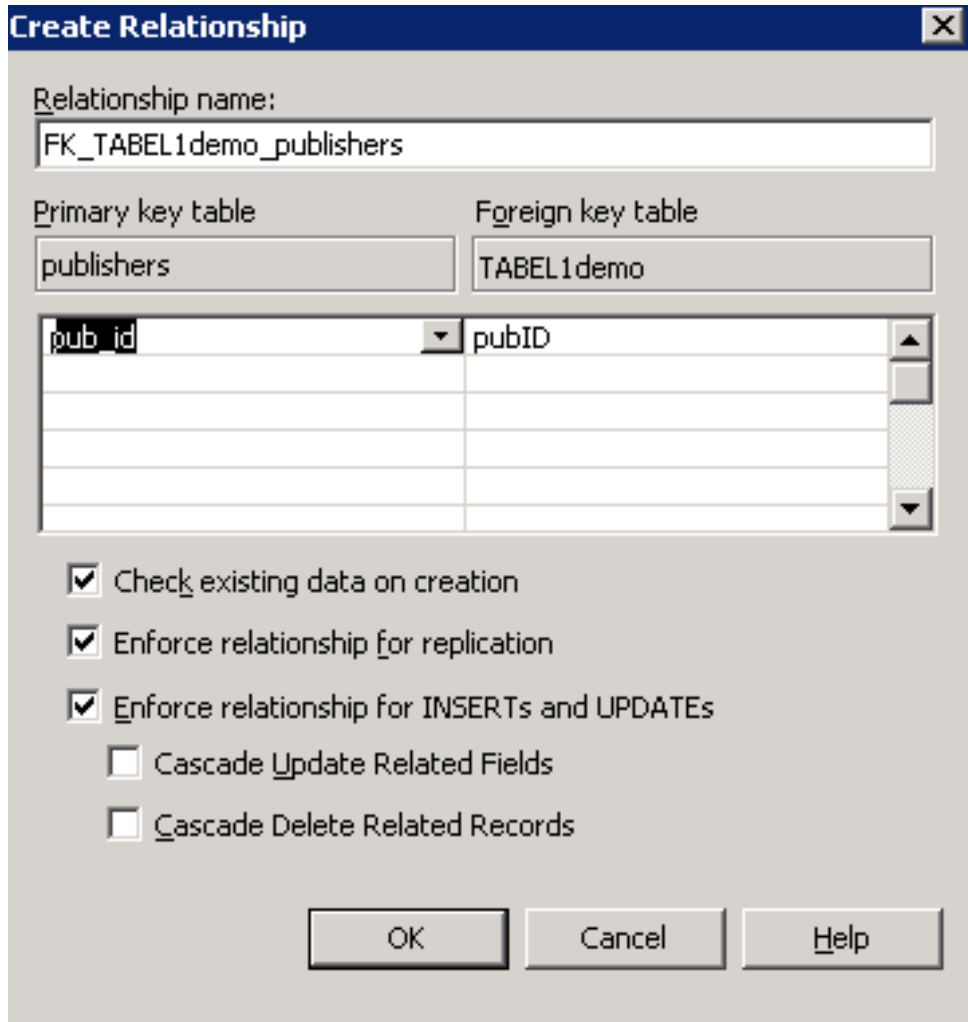 Create Relationship
Relationship name:
FK_TABEL1demo_publishers
Primary key table Foreign key table
publishers TABEL1demo
pub_id pubID
Check existing data on creation
Enforce relationship for replication
Enforce relationship for INSERTs and UPDATEs
Cascade Update Related Fields
Cascade Delete Related Records
OK Cancel Help